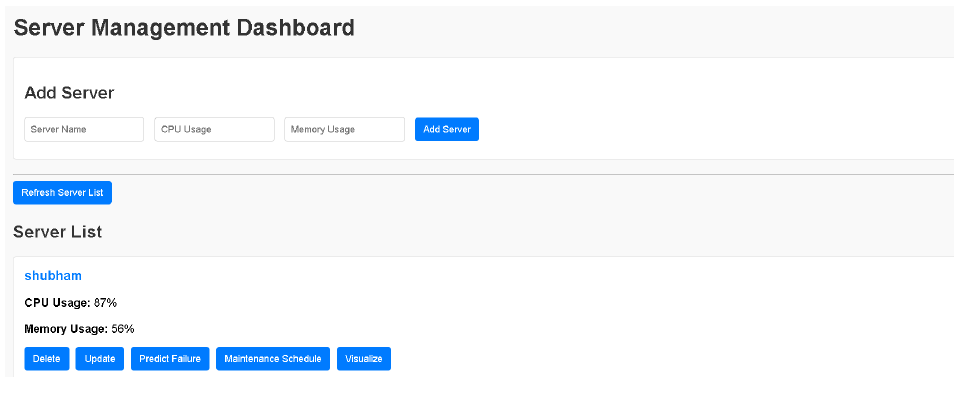 Server Management Dashboard
Add Server
Server Name CPU Usage Memory Usage Add Server
Refresh Server List
Server List
shubham
CPU Usage: 87%
Memory Usage: 56%
Delete Update Predict Failure Maintenance Schedule Visualize